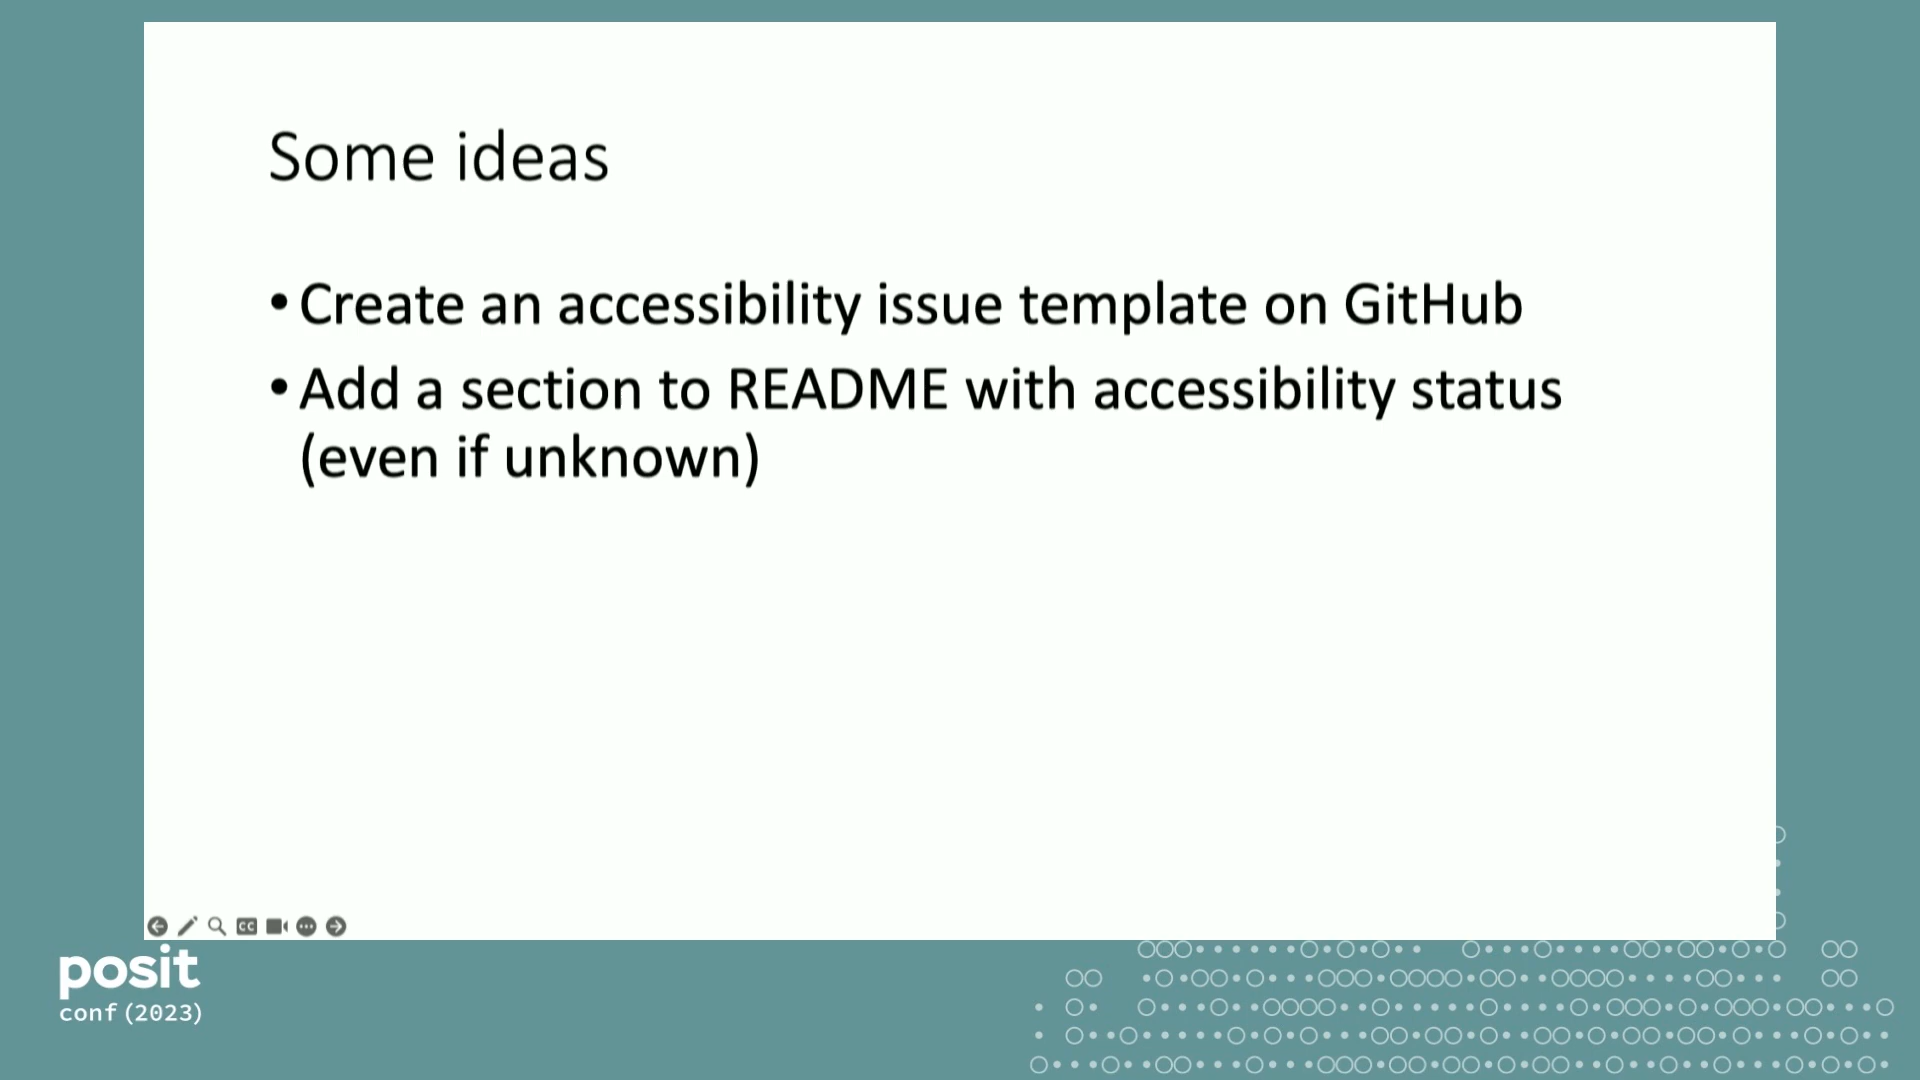 Some ideas
• Create an accessibility issue template on GitHub
• Add a section to README with accessibility status
(even if unknown)
CC
posit
conf(2023)